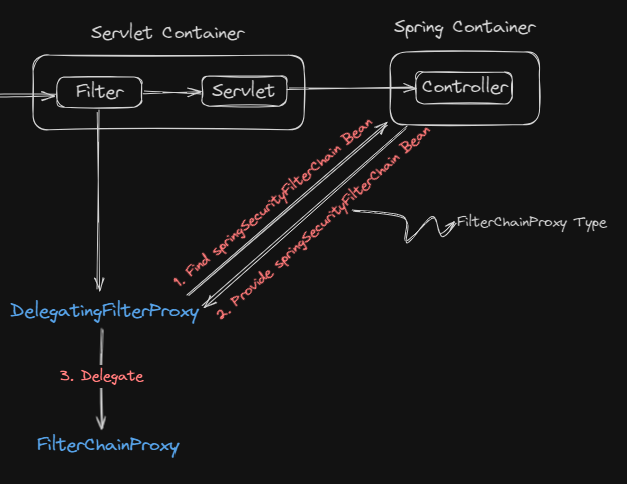 Servlet Container
Spring Container
Filter
Servlet
Controller
1. Find springSecurityFilterChain Bean
2. Provide springSecurityFilterChain Bean
FilterChainProxy Type
DelegatingFilterProxy
3. Delegate
FilterChainProxy